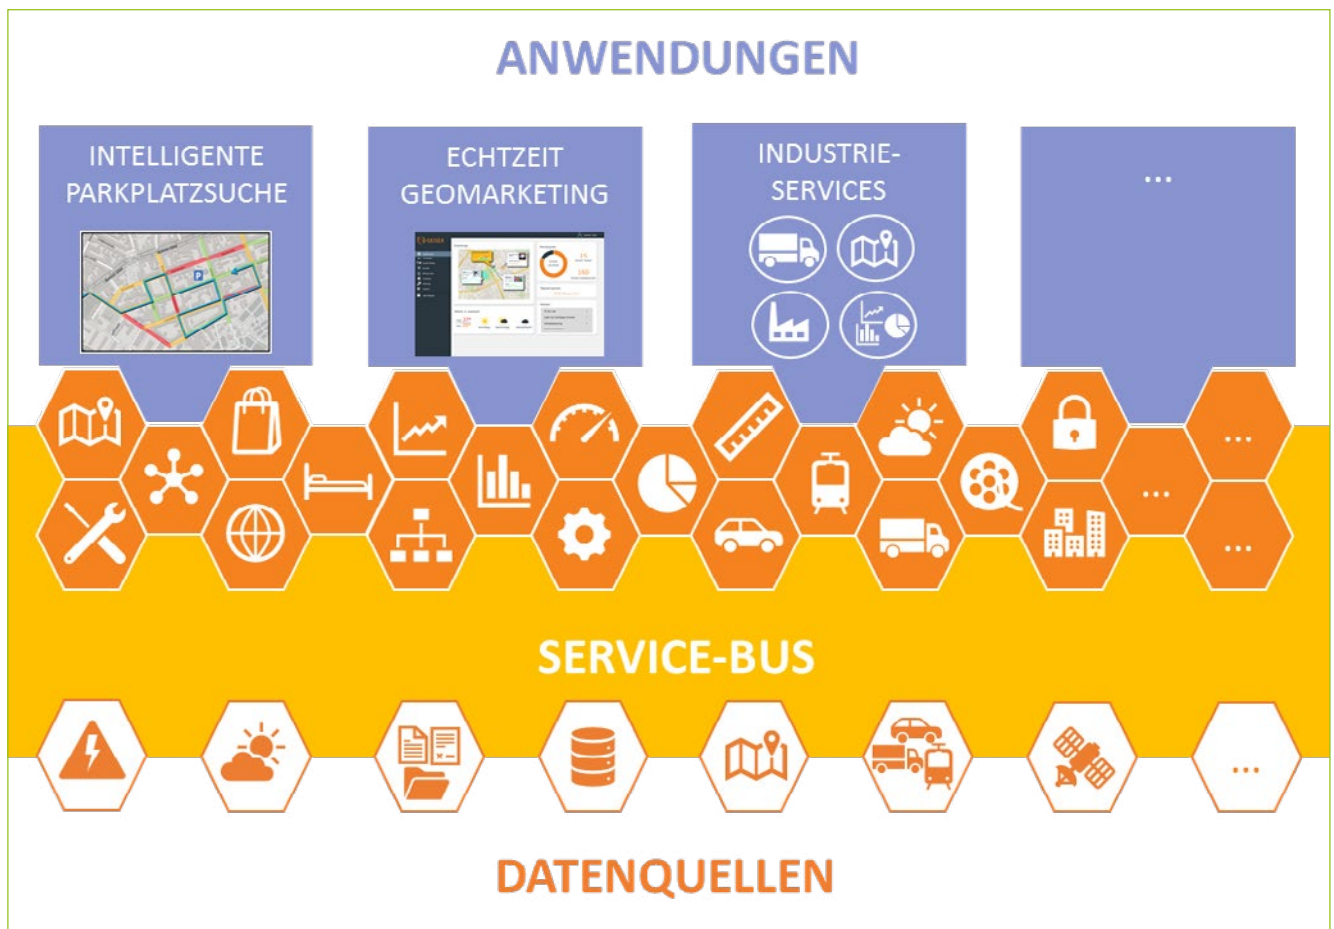 ANWENDUNGEN
INTELLIGENTE
PARKPLATZSUCHE
ECHTZEIT
GEOMARKETING
INDUSTRIE-
SERVICES
...
P
...
...
...
SERVICE-BUS
...
DATENQUELLEN